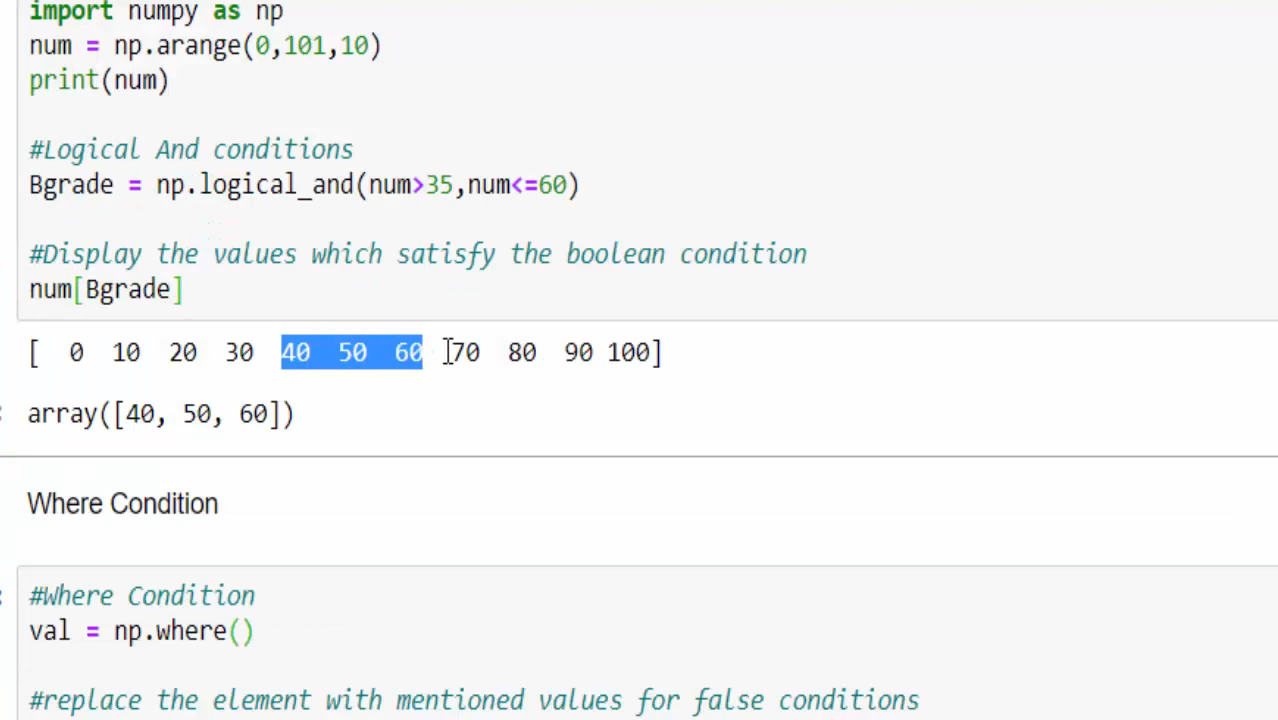 import numpy as np
num = np.arange(0,101,10)
print(num)
#Logical And conditions
Bgrade = np.logical_and(num>35,num<=60)
#Display the values which satisfy the boolean condition
num[Bgrade]
[  0  10  20  30  40  50  60  70  80  90 100]
array([40, 50, 60])
Where Condition
#Where Condition
val = np.where()
#replace the element with mentioned values for false conditions